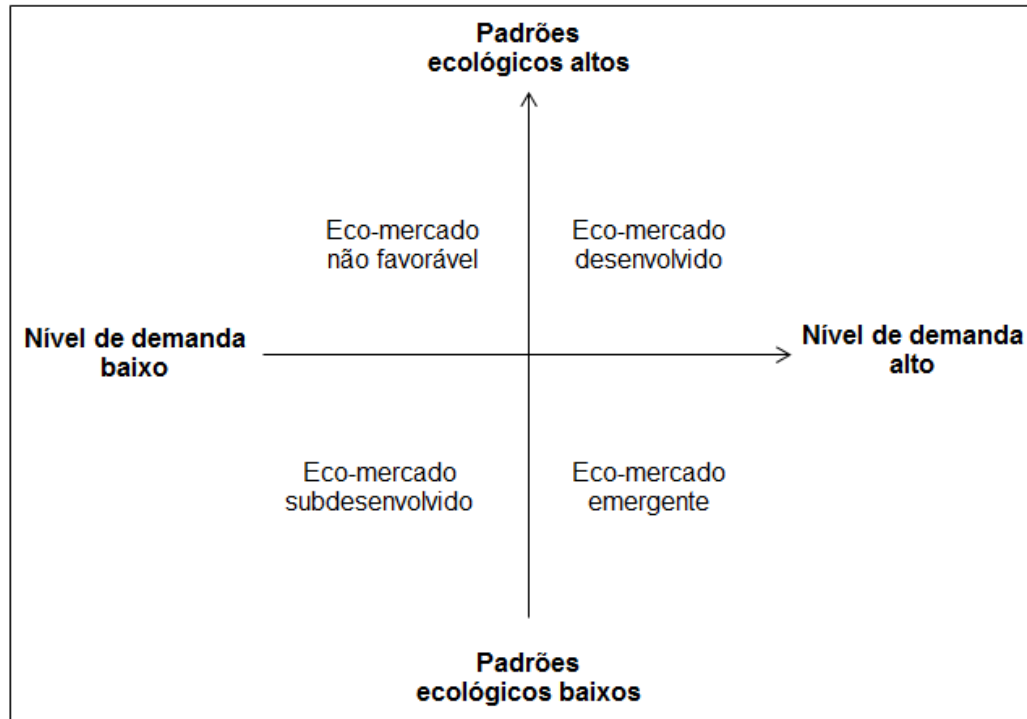 Padrões
ecológicos altos
Eco-mercado
não favorável
Eco-mercado
desenvolvido
Nível de demanda
baixo
Nível de demanda
alto
Eco-mercado
subdesenvolvido
Eco-mercado
emergente
Padrões
ecológicos baixos